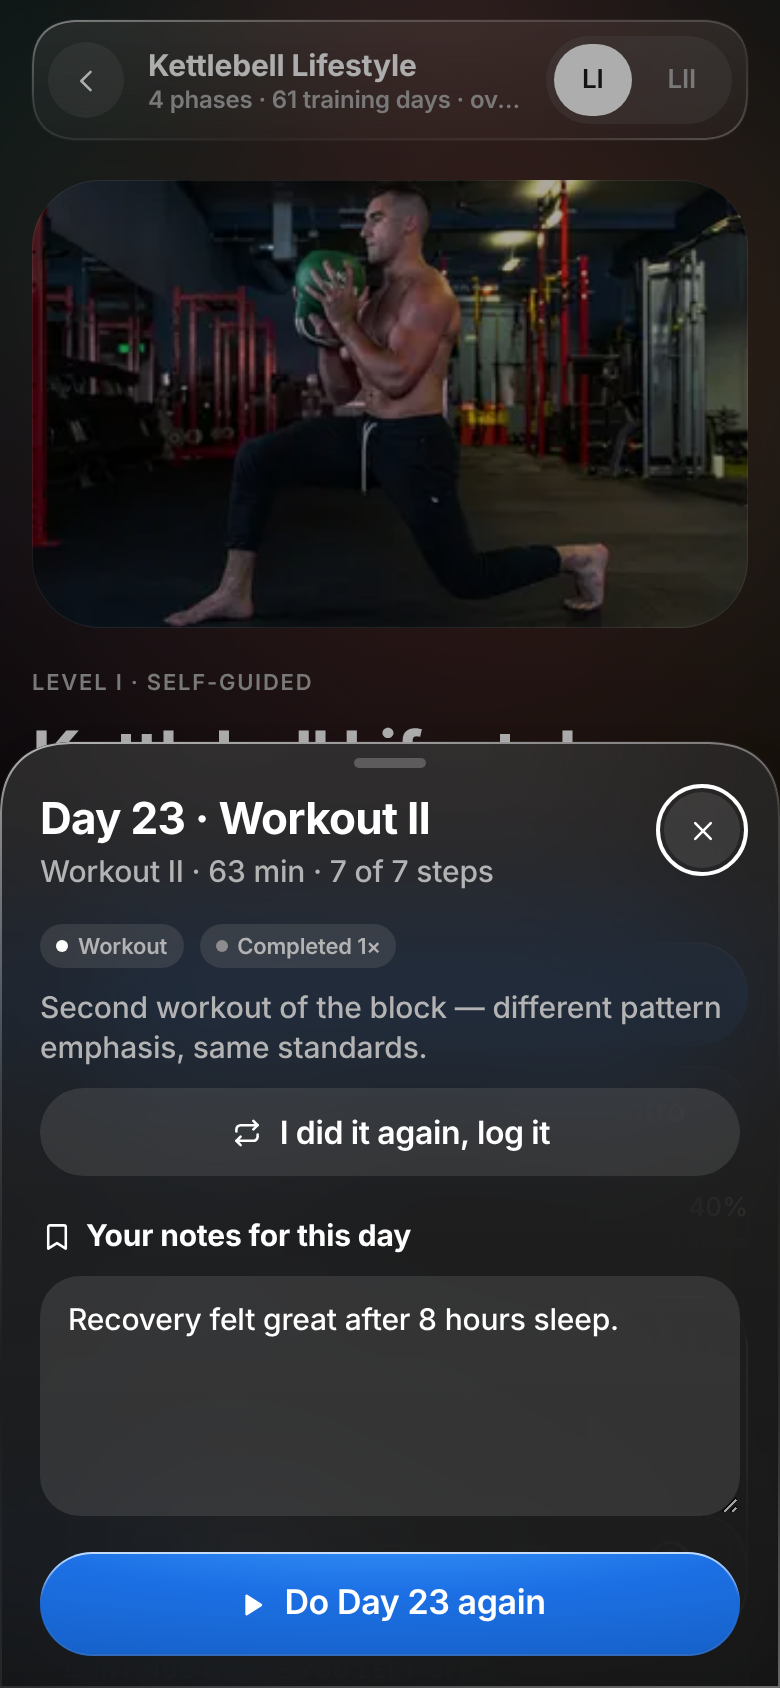 Kettlebell Lifestyle
4 phases · 61 training days · ov...
LI
LII
LEVEL I · SELF-GUIDED
Kettlebell Lifestyle
Day 23 · Workout II
Workout II · 63 min · 7 of 7 steps
Workout
Completed 1×
Second workout of the block — different pattern
emphasis, same standards.
I did it again, log it
40%
Your notes for this day
Recovery felt great after 8 hours sleep.
Do Day 23 again